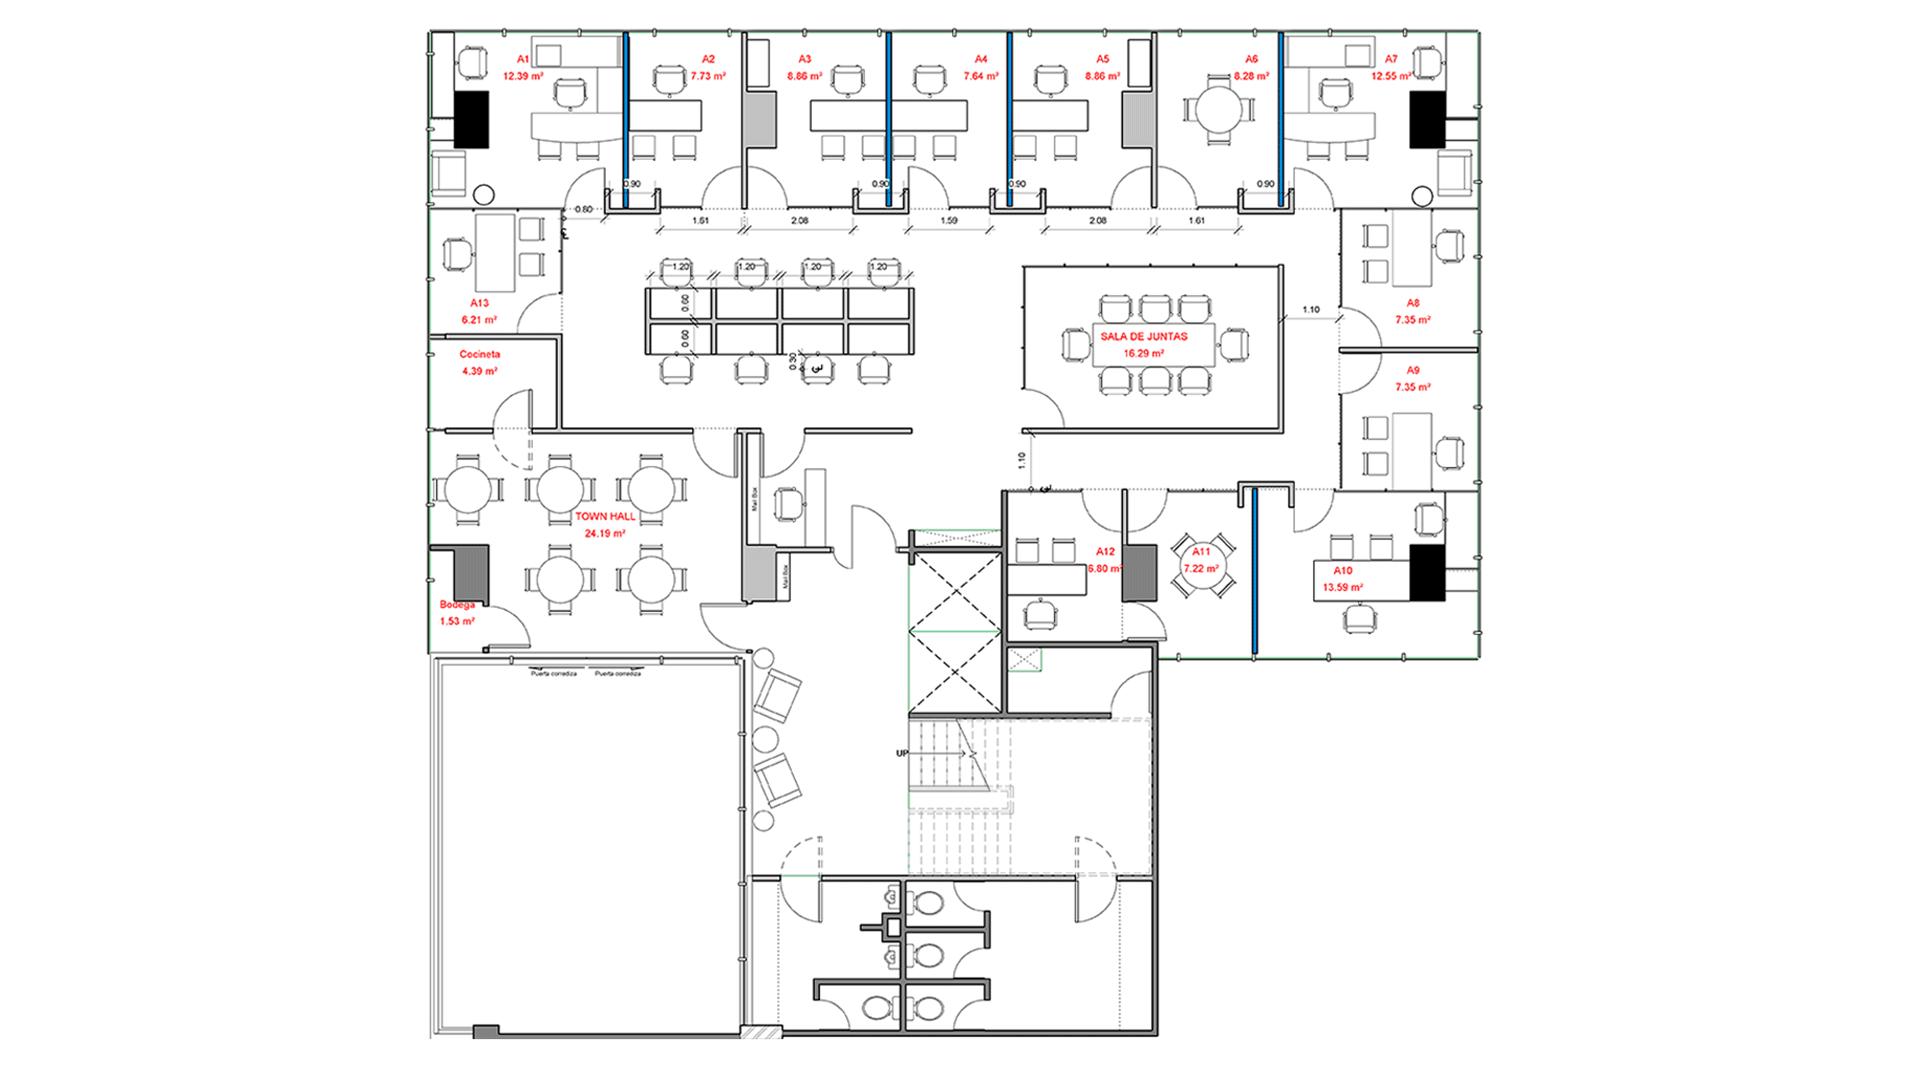 A1
12.39 m²
A2
7.73 m²
A3
8.86 m²
A4
7.64 m²
A5
8.86 m²
A6
8.28 m²
A7
12.55 m²
0.90
0.90
0.90
0.90
0.60
1.61
2.08
1.59
2.08
1.61
A13
6.21 m²
1.20
1.20
1.20
1.20
0.60
0.60
0.30
SALA DE JUNTAS
16.29 m²
1.10
A8
7.35 m²
Cocineta
4.39 m²
A9
7.35 m²
1.10
Mail Box
TOWN HALL
24.19 m²
Mail Box
A12
6.80 m²
A11
7.22 m²
A10
13.59 m²
Bodega
1.53 m²
Puerta corrediza
Puerta corrediza
UP